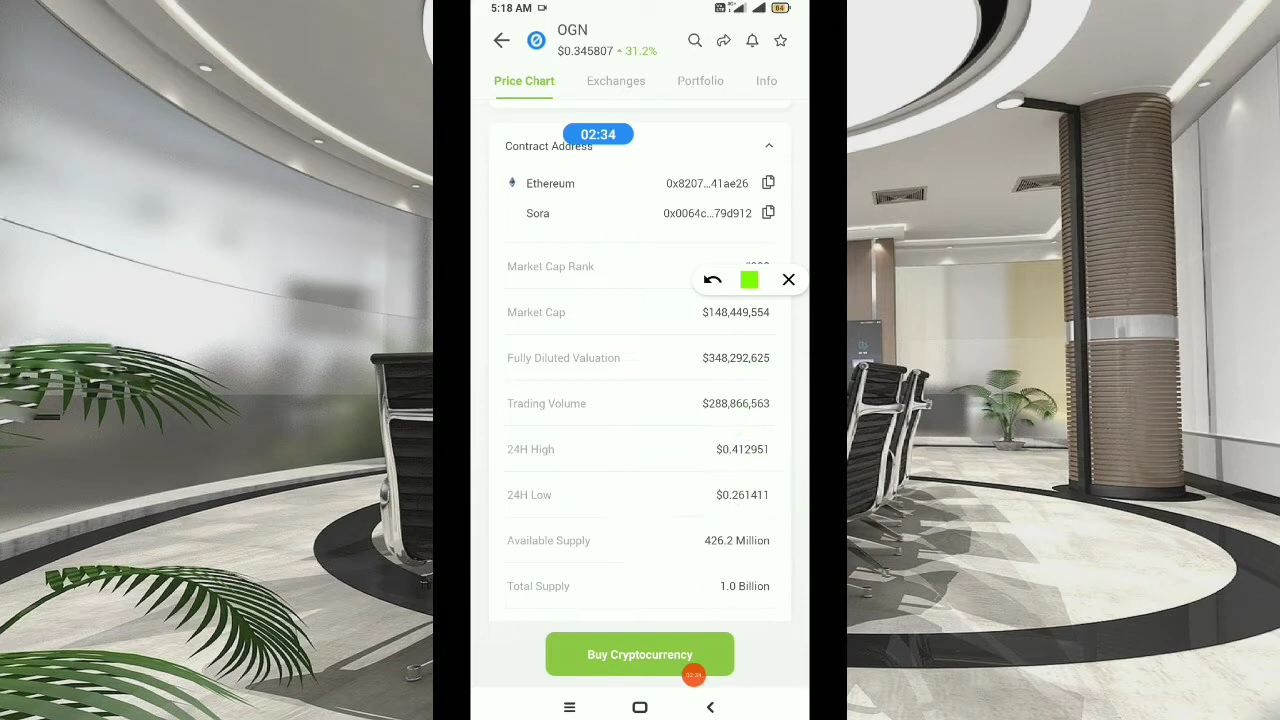 5:18 AM
84
OGN
$0.345807 31.2%
Price Chart Exchanges Portfolio Info
02:34
Contract Address
Ethereum 0x8207...41ae26
Sora 0x0064c...79d912
Market Cap Rank
Market Cap $148,449,554
Fully Diluted Valuation $348,292,625
Trading Volume $288,866,563
24H High $0.412951
24H Low $0.261411
Available Supply 426.2 Million
Total Supply 1.0 Billion
Buy Cryptocurrency
02:34